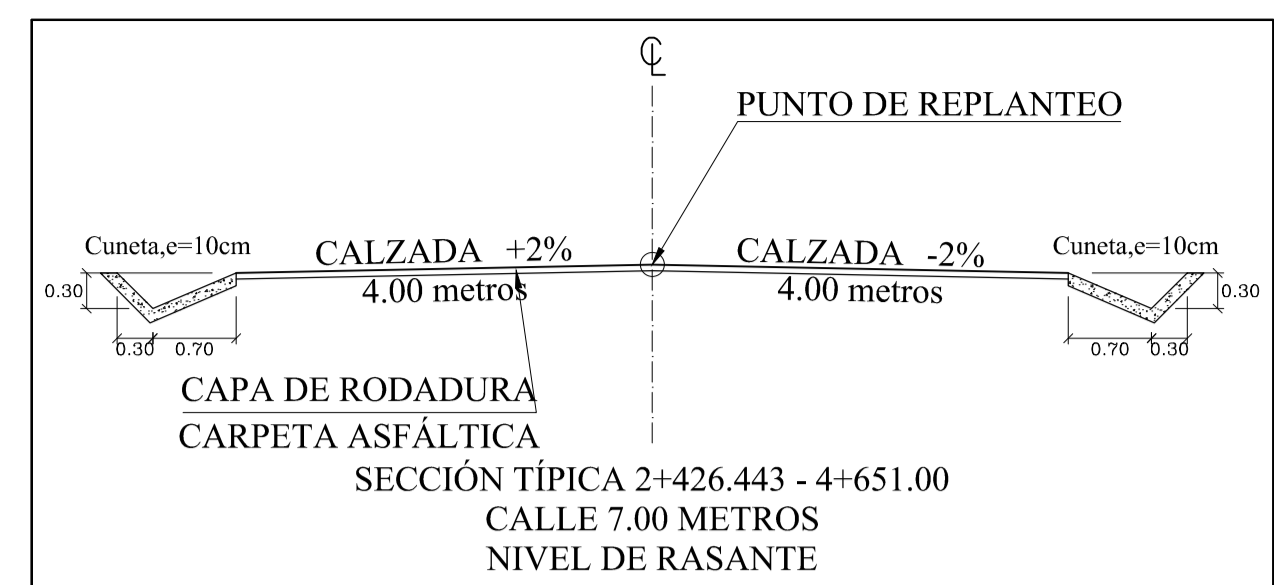 ℄
PUNTO DE REPLANTEO
Cuneta,e=10cm
CALZADA +2%
CALZADA -2%
Cuneta,e=10cm
0.30
4.00 metros
4.00 metros
0.30
0.30 0.70
0.70 0.30
CAPA DE RODADURA
CARPETA ASFÁLTICA
SECCIÓN TÍPICA 2+426.443 - 4+651.00
CALLE 7.00 METROS
NIVEL DE RASANTE